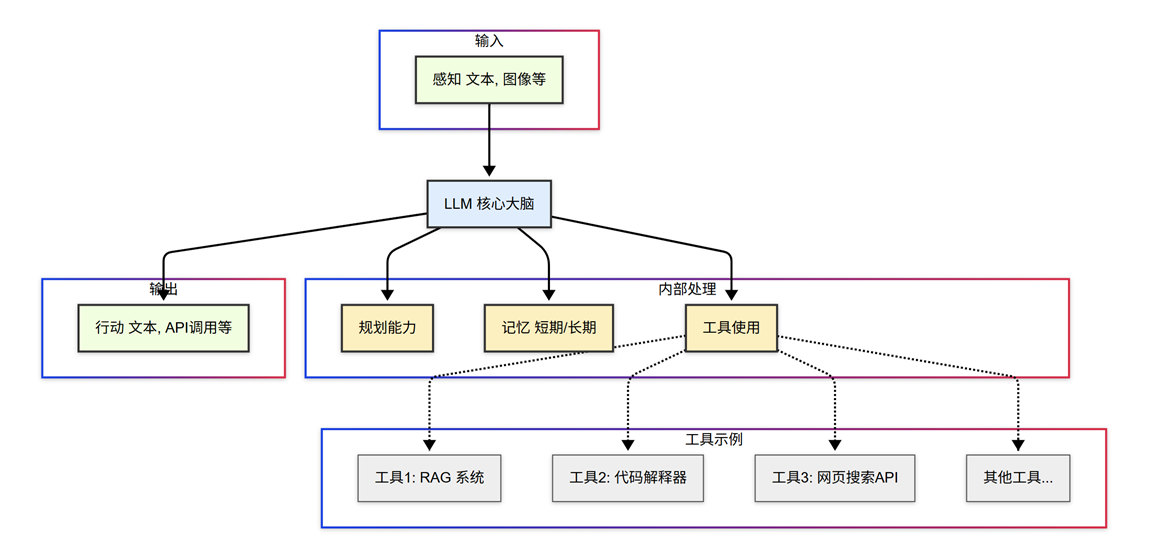 输入
感知 文本, 图像等
LLM 核心大脑
输出
行动 文本, API调用等
内部处理
规划能力
记忆 短期/长期
工具使用
工具示例
工具1: RAG 系统
工具2: 代码解释器
工具3: 网页搜索API
其他工具...